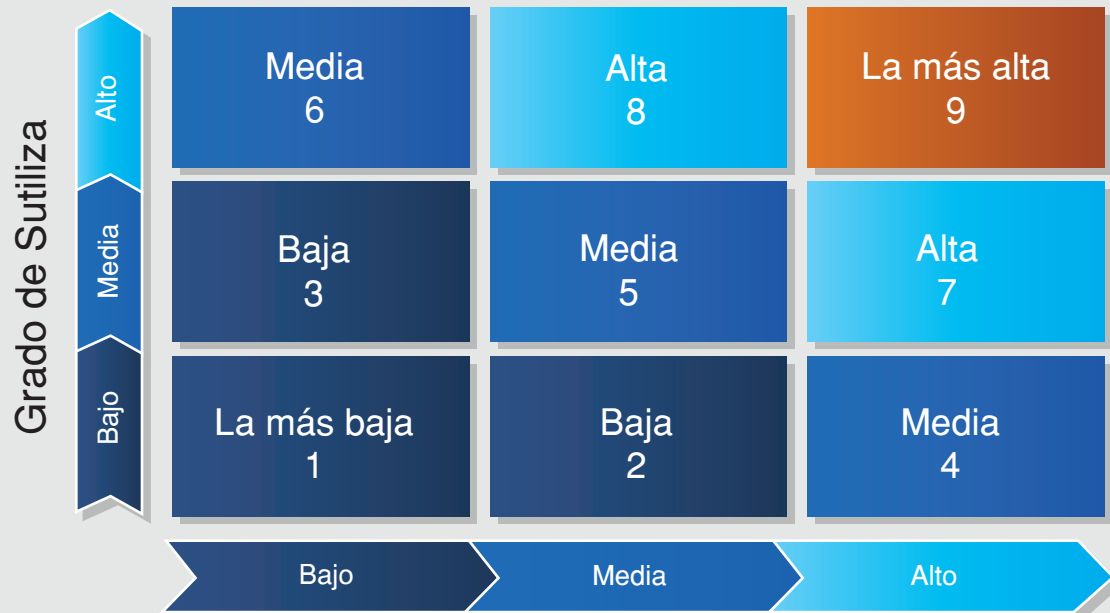 Grado de Sutiliza
Alto
Media
Bajo
Media
6
Alta
8
La más alta
9
Baja
3
Media
5
Alta
7
La más baja
1
Baja
2
Media
4
Bajo
Media
Alto